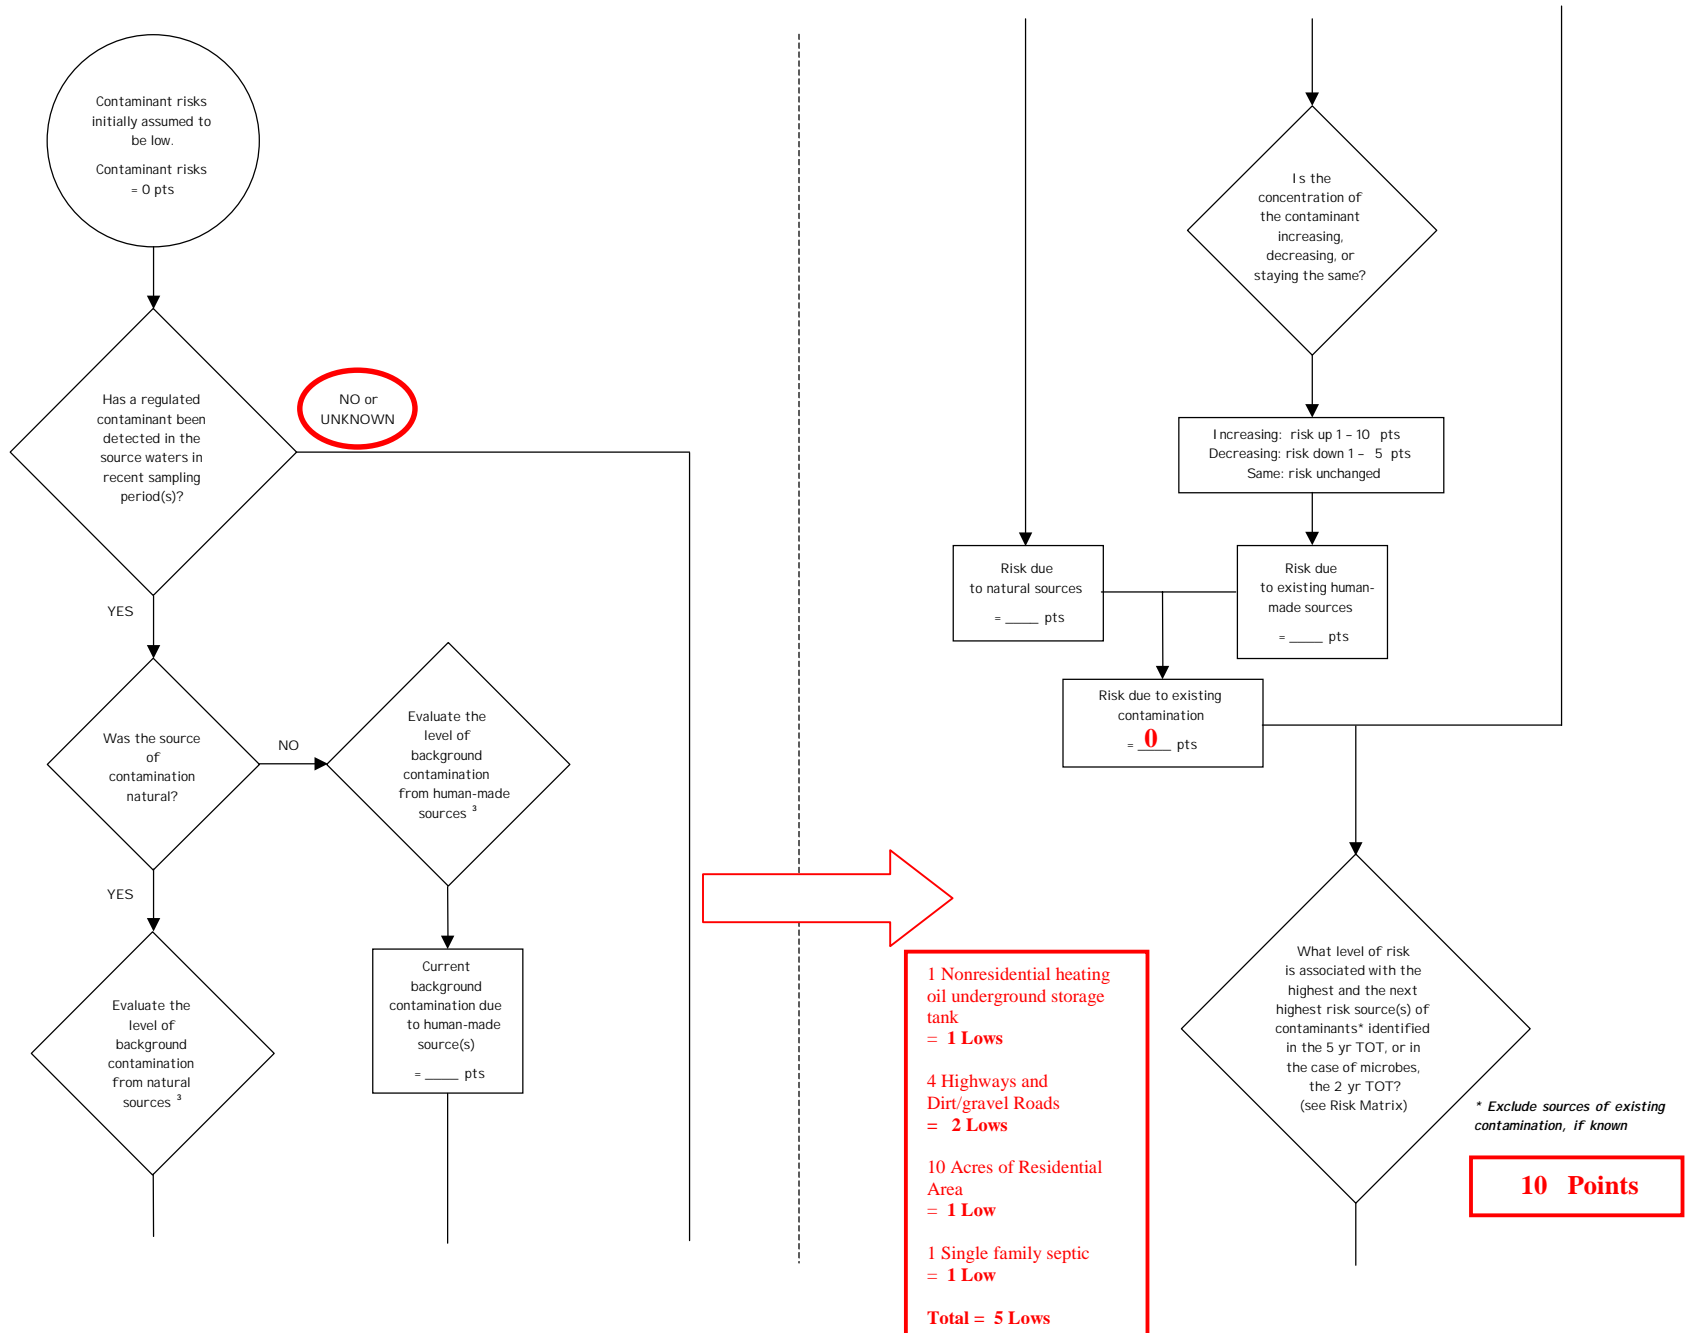 Contaminant risks
initially assumed to
be low.
Contaminant risks
= 0 pts
Has a regulated
contaminant been
detected in the
source waters in
recent sampling
period(s)?
NO or
UNKNOWN
YES
Was the source
of
contamination
natural?
NO
Evaluate the
level of
background
contamination
from human-made
sources ³
YES
Evaluate the
level of
background
contamination
from natural
sources ³
Current
background
contamination due
to human-made
source(s)
= _____ pts
Is the
concentration of
the contaminant
increasing,
decreasing, or
staying the same?
Increasing: risk up 1 – 10 pts
Decreasing: risk down 1 – 5 pts
Same: risk unchanged
Risk due
to natural sources
= _____ pts
Risk due
to existing human-
made sources
= _____ pts
Risk due to existing
contamination
= __0__ pts
What level of risk
is associated with the
highest and the next
highest risk source(s) of
contaminants* identified
in the 5 yr TOT, or in
the case of microbes,
the 2 yr TOT?
(see Risk Matrix)
* Exclude sources of existing
contamination, if known
10 Points
1 Nonresidential heating
oil underground storage
tank
= 1 Lows
4 Highways and
Dirt/gravel Roads
= 2 Lows
10 Acres of Residential
Area
= 1 Low
1 Single family septic
= 1 Low
Total = 5 Lows